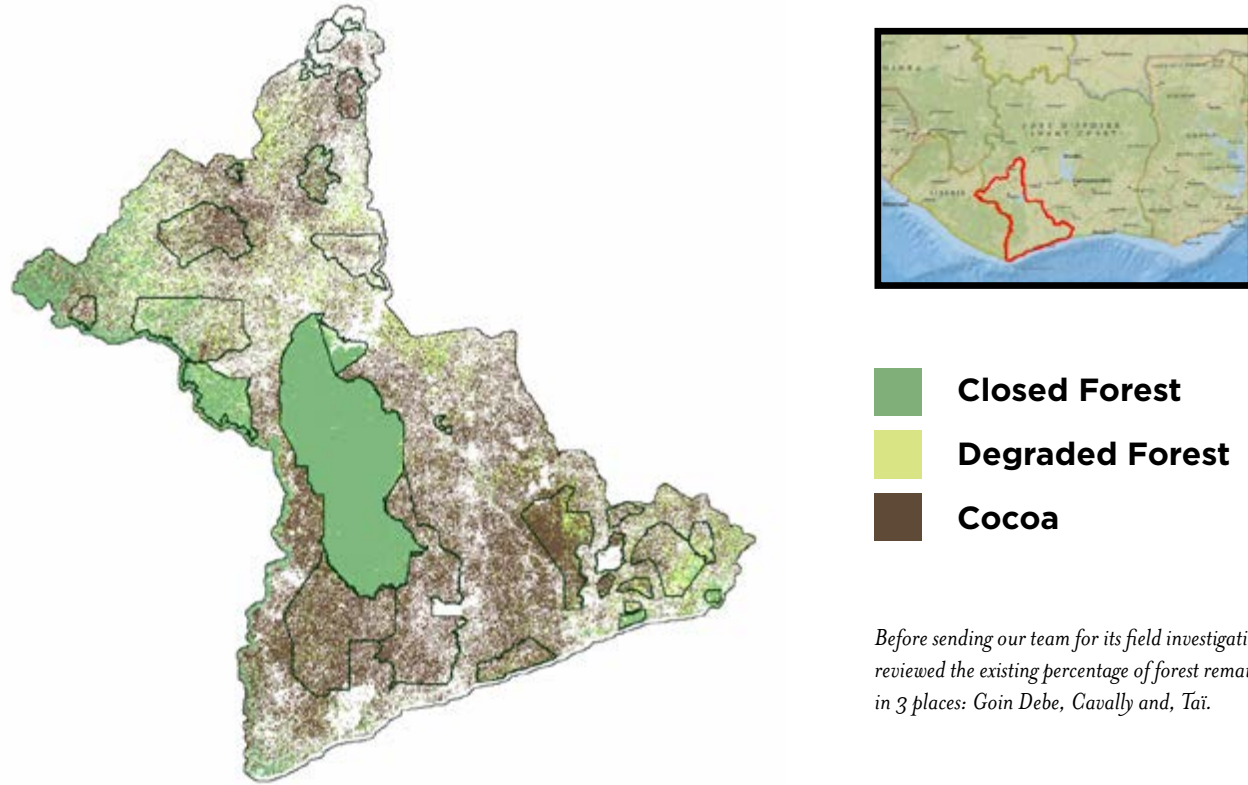 Closed Forest
Degraded Forest
Cocoa
Before sending our team for its field investigati
reviewed the existing percentage of forest remai
in 3 places: Goin Debe, Cavally and, Taï.